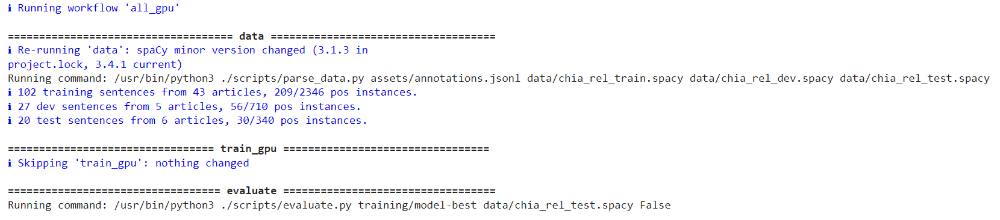 ℹ Running workflow 'all_gpu'
==================================== data ====================================
ℹ Re-running 'data': spaCy minor version changed (3.1.3 in
project.lock, 3.4.1 current)
Running command: /usr/bin/python3 ./scripts/parse_data.py assets/annotations.jsonl data/chia_rel_train.spacy data/chia_rel_dev.spacy data/chia_rel_test.spacy
ℹ 102 training sentences from 43 articles, 209/2346 pos instances.
ℹ 27 dev sentences from 5 articles, 56/710 pos instances.
ℹ 20 test sentences from 6 articles, 30/340 pos instances.
================================= train_gpu =================================
ℹ Skipping 'train_gpu': nothing changed
================================== evaluate ==================================
Running command: /usr/bin/python3 ./scripts/evaluate.py training/model-best data/chia_rel_test.spacy False